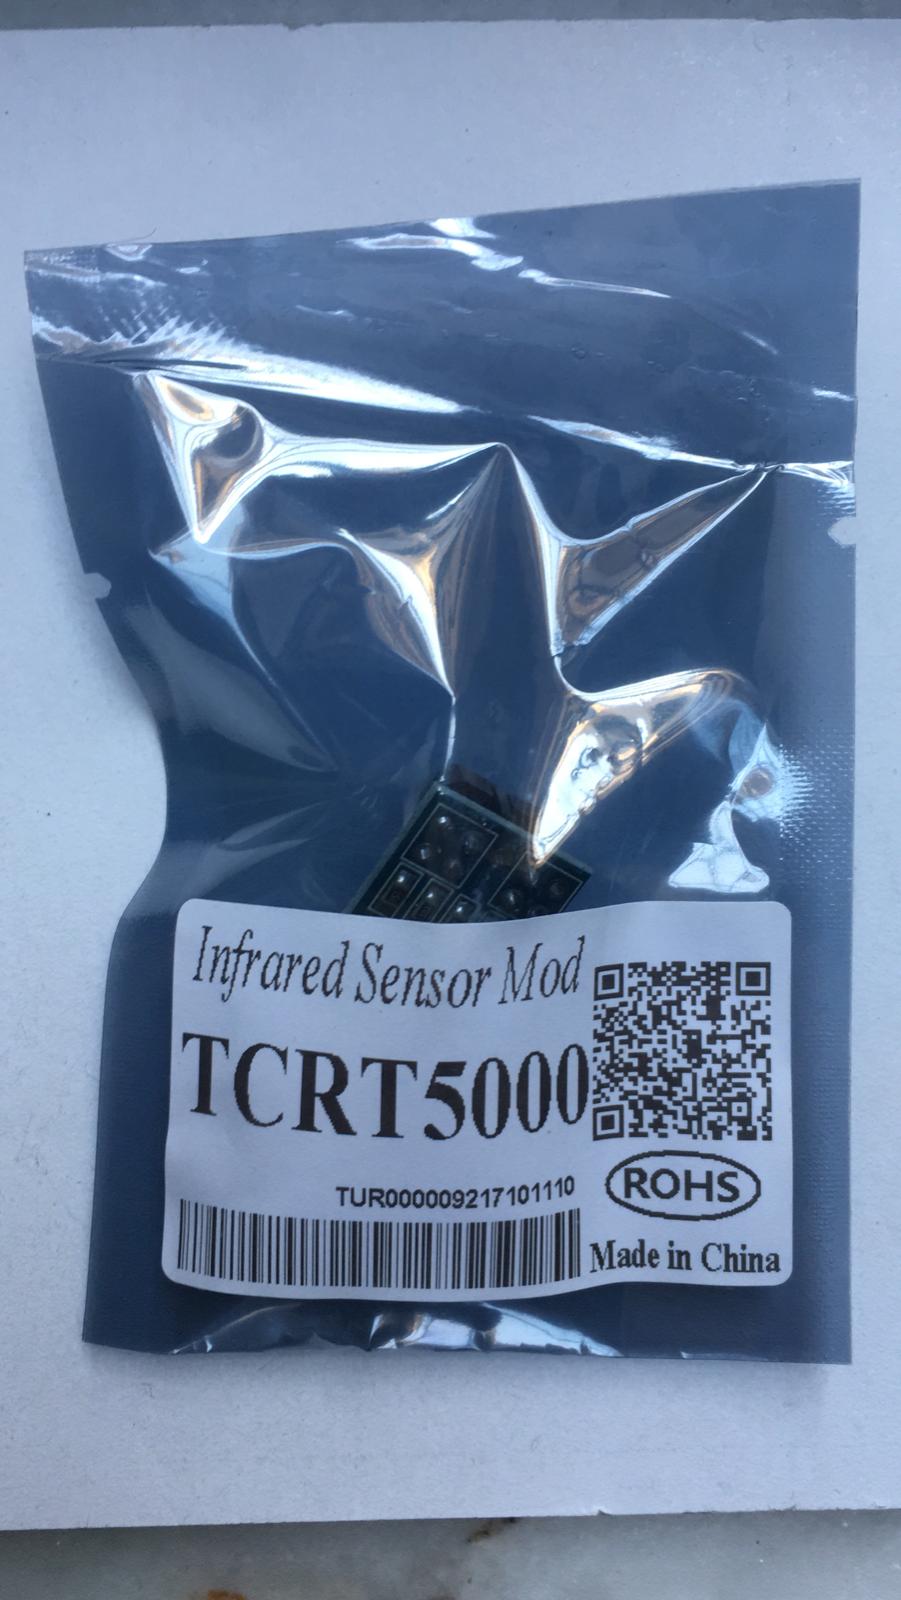 Infrared Sensor Mod
TCRT5000
TUR000009217101110
ROHS
Made in China